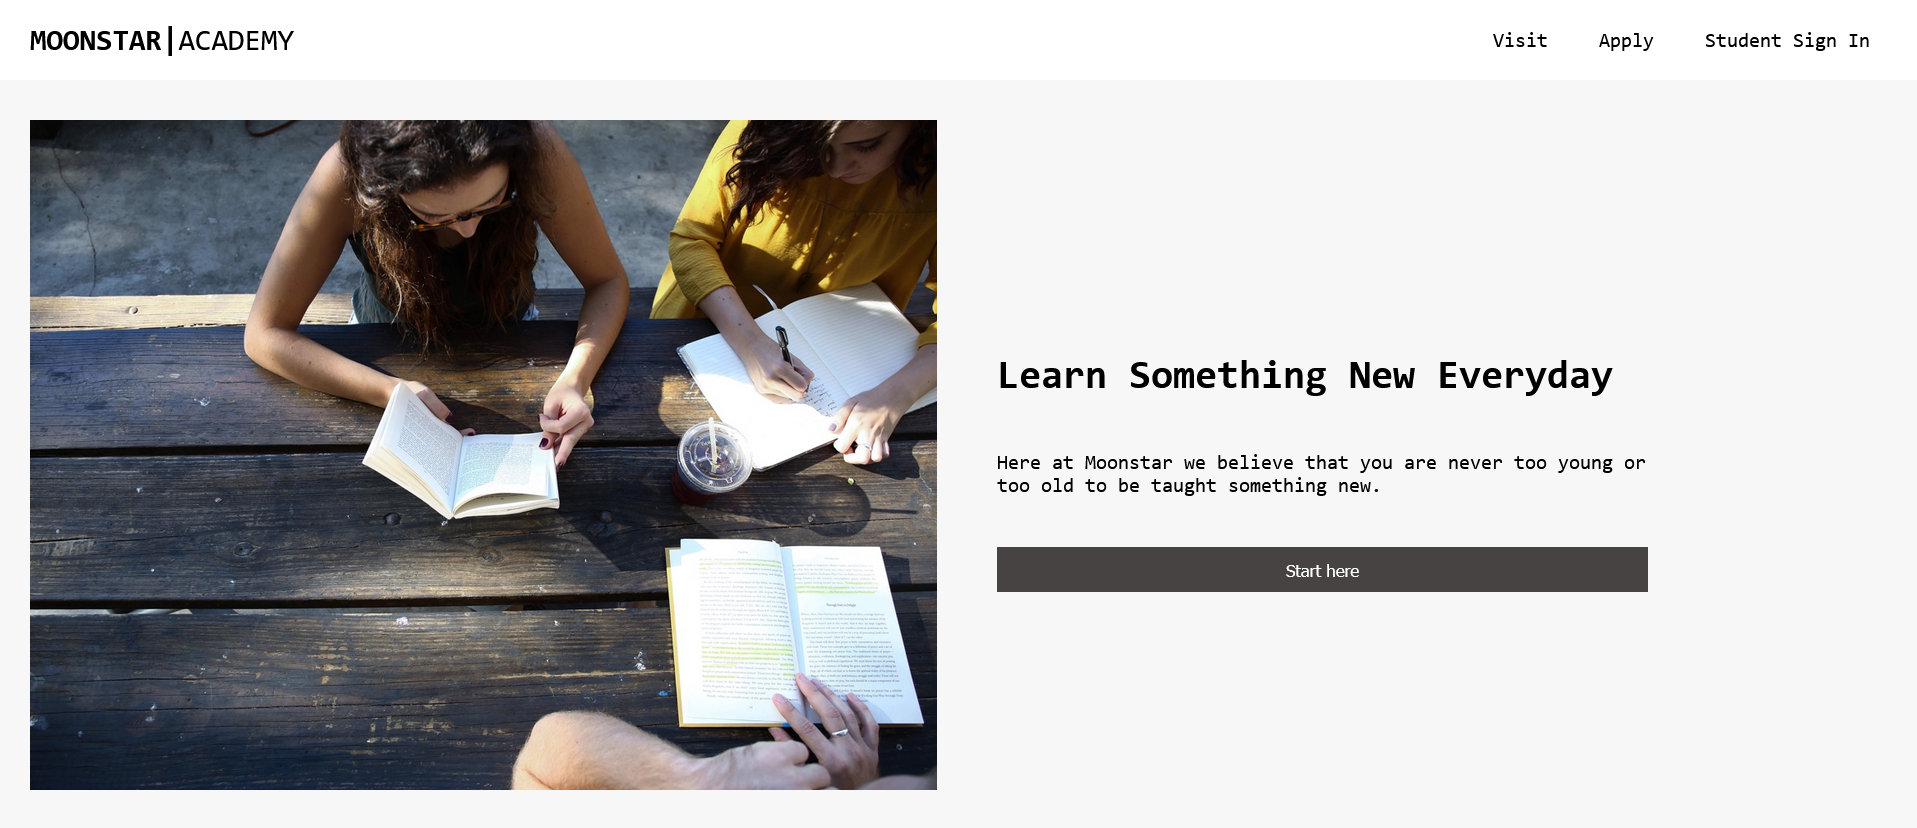 MOONSTAR|ACADEMY
Visit Apply Student Sign In
Learn Something New Everyday
Here at Moonstar we believe that you are never too young or
too old to be taught something new.
Start here